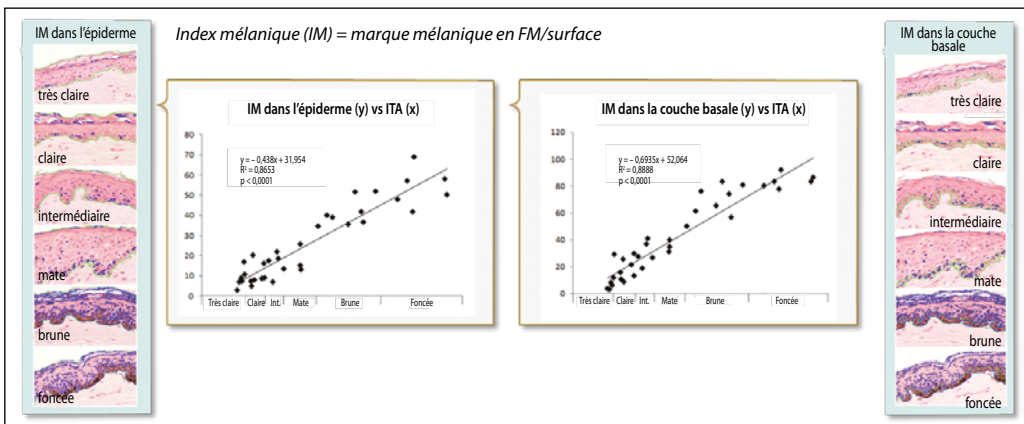 IM dans l'épiderme
très claire
claire
intermédiaire
mate
brune
foncée
Index mélanique (IM) = marque mélanique en FM/surface
IM dans l'épiderme (y) vs ITA (x)
y = – 0,438x + 31,954
R² = 0,8653
p < 0,0001
80
70
60
50
40
30
20
10
0
Très claire
Claire
Int.
Mate
Brune
Foncée
IM dans la couche basale (y) vs ITA (x)
y = – 0,6935x + 52,064
R² = 0,8888
p < 0,0001
120
100
80
60
40
20
0
Très claire
Claire
Int.
Mate
Brune
Foncée
IM dans la couche
basale
très claire
claire
intermédiaire
mate
brune
foncée